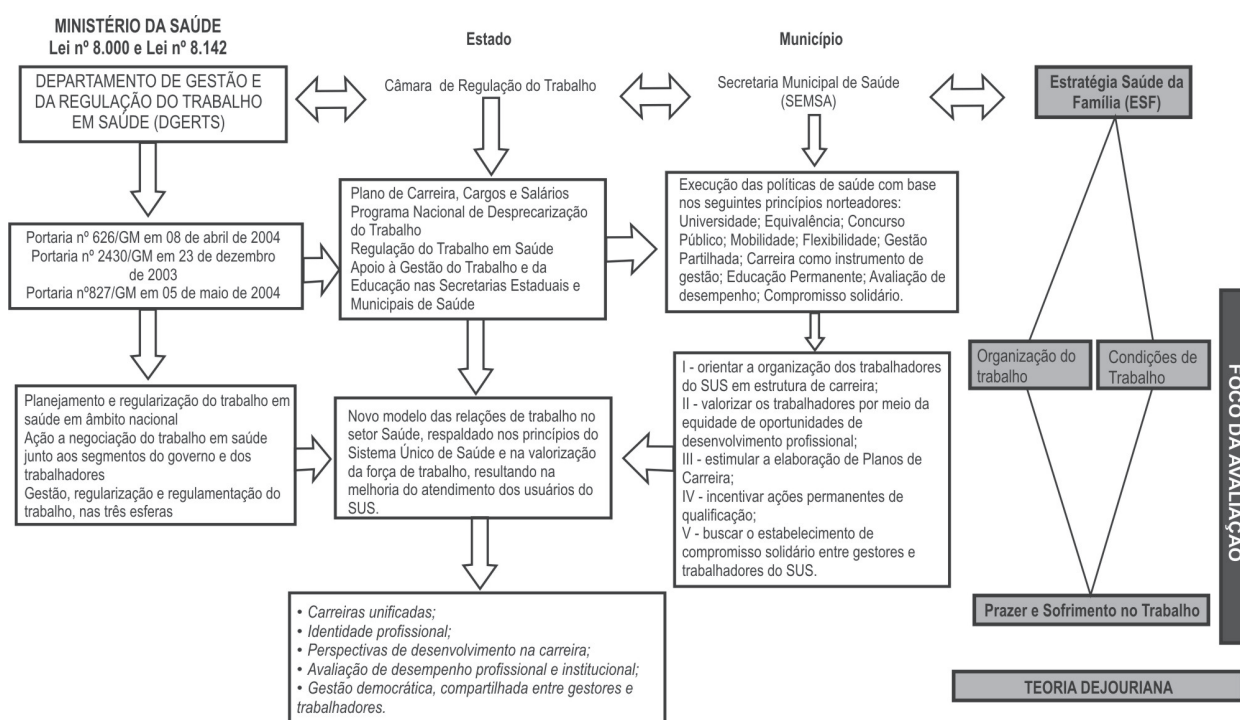 MINISTÉRIO DA SAÚDE
Lei nº 8.000 e Lei nº 8.142
Estado
Município
DEPARTAMENTO DE GESTÃO E
DA REGULAÇÃO DO TRABALHO
EM SAÚDE (DGERTS)
Câmara de Regulação do Trabalho
Secretaria Municipal de Saúde
(SEMSA)
Estratégia Saúde da
Família (ESF)
Portaria nº 626/GM em 08 de abril de 2004
Portaria nº 2430/GM em 23 de dezembro
de 2003
Portaria nº827/GM em 05 de maio de 2004
Plano de Carreira, Cargos e Salários
Programa Nacional de Desprecarização
do Trabalho
Regulação do Trabalho em Saúde
Apoio à Gestão do Trabalho e da
Educação nas Secretarias Estaduais e
Municipais de Saúde
Execução das políticas de saúde com base
nos seguintes princípios norteadores:
Universidade; Equivalência; Concurso
Público; Mobilidade; Flexibilidade; Gestão
Partilhada; Carreira como instrumento de
gestão; Educação Permanente; Avaliação de
desempenho; Compromisso solidário.
Organização do
trabalho
Condições de
Trabalho
FOCO DA AVALIAÇÃO
Planejamento e regularização do trabalho em
saúde em âmbito nacional
Ação a negociação do trabalho em saúde
junto aos segmentos do governo e dos
trabalhadores
Gestão, regularização e regulamentação do
trabalho, nas três esferas
Novo modelo das relações de trabalho no
setor Saúde, respaldado nos princípios do
Sistema Único de Saúde e na valorização
da força de trabalho, resultando na
melhoria do atendimento dos usuários do
SUS.
I - orientar a organização dos trabalhadores
do SUS em estrutura de carreira;
II - valorizar os trabalhadores por meio da
equidade de oportunidades de
desenvolvimento profissional;
III - estimular a elaboração de Planos de
Carreira;
IV - incentivar ações permanentes de
qualificação;
V - buscar o estabelecimento de
compromisso solidário entre gestores e
trabalhadores do SUS.
Prazer e Sofrimento no Trabalho
• Carreiras unificadas;
• Identidade profissional;
• Perspectivas de desenvolvimento na carreira;
• Avaliação de desempenho profissional e institucional;
• Gestão democrática, compartilhada entre gestores e
trabalhadores.
TEORIA DEJOURIANA